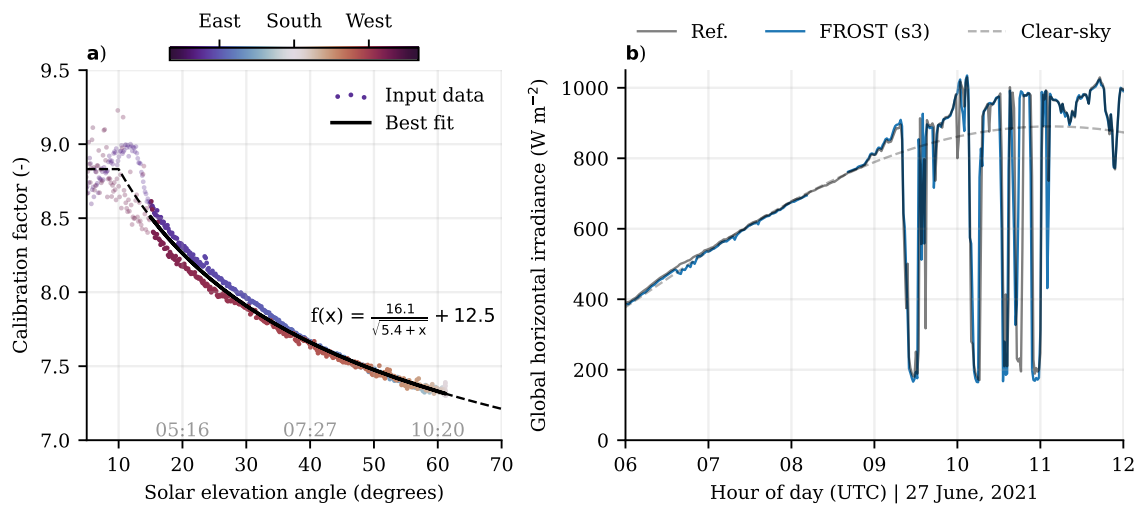 East South West
a)
Input data
Best fit
f(x) = 16.1 / √5.4 + x + 12.5
Calibration factor (-)
9.5
9.0
8.5
8.0
7.5
7.0
05:16 07:27 10:20
10 20 30 40 50 60 70
Solar elevation angle (degrees)
Ref. FROST (s3) Clear-sky
b)
Global horizontal irradiance (W m⁻²)
1000
800
600
400
200
0
06 07 08 09 10 11 12
Hour of day (UTC) | 27 June, 2021